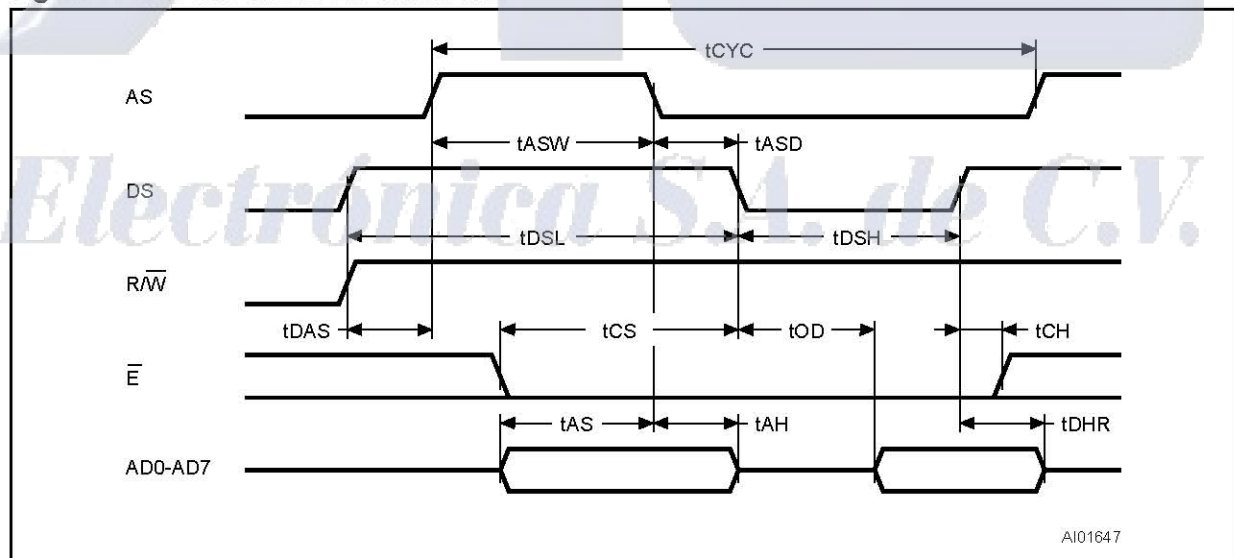 tCYC
AS
tASW
tASD
Electrónica S.A. de C.V.
DS
tDSL
tDSH
R/W̅
tDAS
tCS
tOD
tCH
E̅
tAS
tAH
tDHR
AD0-AD7
AI01647